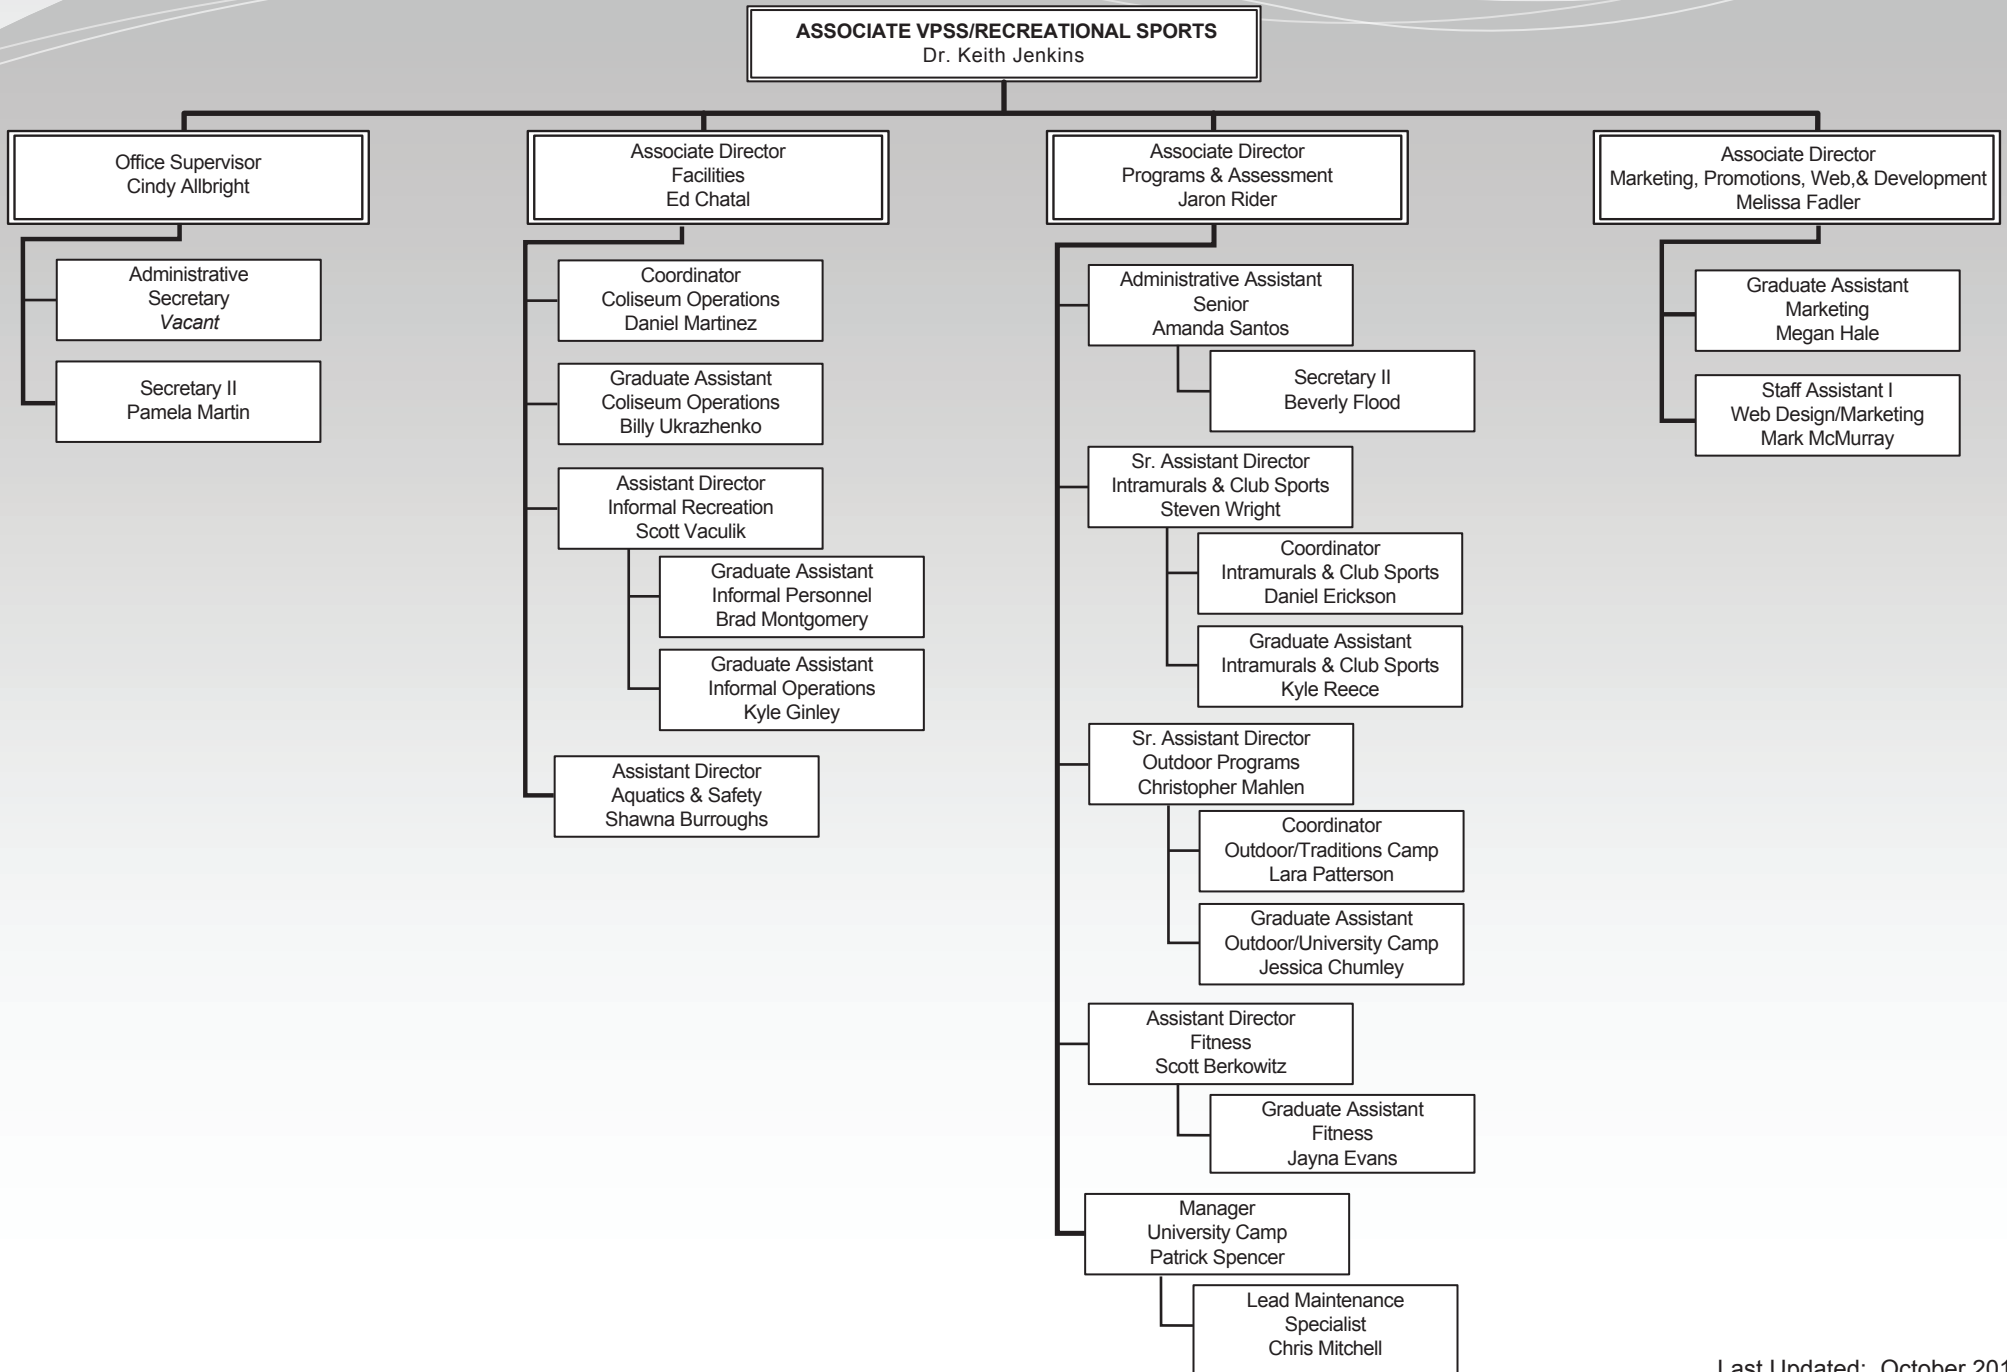 ASSOCIATE VPSS/RECREATIONAL SPORTS
Dr. Keith Jenkins
Office Supervisor
Cindy Allbright
Administrative
Secretary
Vacant
Secretary II
Pamela Martin
Associate Director
Facilities
Ed Chatal
Coordinator
Coliseum Operations
Daniel Martinez
Graduate Assistant
Coliseum Operations
Billy Ukrazhenko
Assistant Director
Informal Recreation
Scott Vaculik
Graduate Assistant
Informal Personnel
Brad Montgomery
Graduate Assistant
Informal Operations
Kyle Ginley
Assistant Director
Aquatics & Safety
Shawna Burroughs
Associate Director
Programs & Assessment
Jaron Rider
Administrative Assistant
Senior
Amanda Santos
Secretary II
Beverly Flood
Sr. Assistant Director
Intramurals & Club Sports
Steven Wright
Coordinator
Intramurals & Club Sports
Daniel Erickson
Graduate Assistant
Intramurals & Club Sports
Kyle Reece
Sr. Assistant Director
Outdoor Programs
Christopher Mahlen
Coordinator
Outdoor/Traditions Camp
Lara Patterson
Graduate Assistant
Outdoor/University Camp
Jessica Chumley
Assistant Director
Fitness
Scott Berkowitz
Graduate Assistant
Fitness
Jayna Evans
Manager
University Camp
Patrick Spencer
Lead Maintenance
Specialist
Chris Mitchell
Associate Director
Marketing, Promotions, Web,& Development
Melissa Fadler
Graduate Assistant
Marketing
Megan Hale
Staff Assistant I
Web Design/Marketing
Mark McMurray
Last Updated: October 201